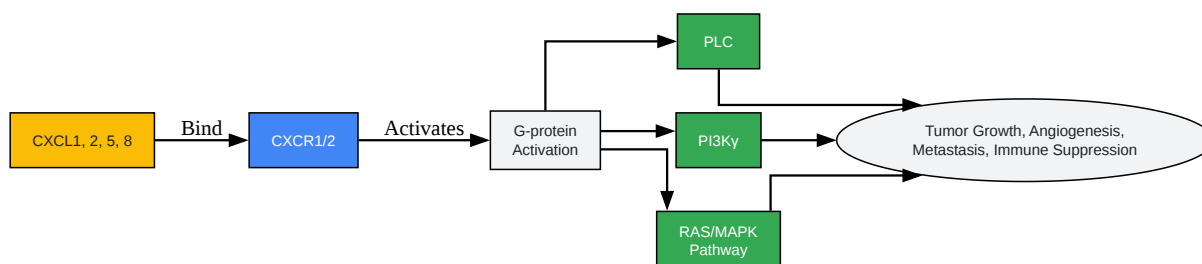 PLC
CXCL1, 2, 5, 8
Bind
CXCR1/2
Activates
G-protein
Activation
PI3Kγ
Tumor Growth, Angiogenesis,
Metastasis, Immune Suppression
RAS/MAPK
Pathway